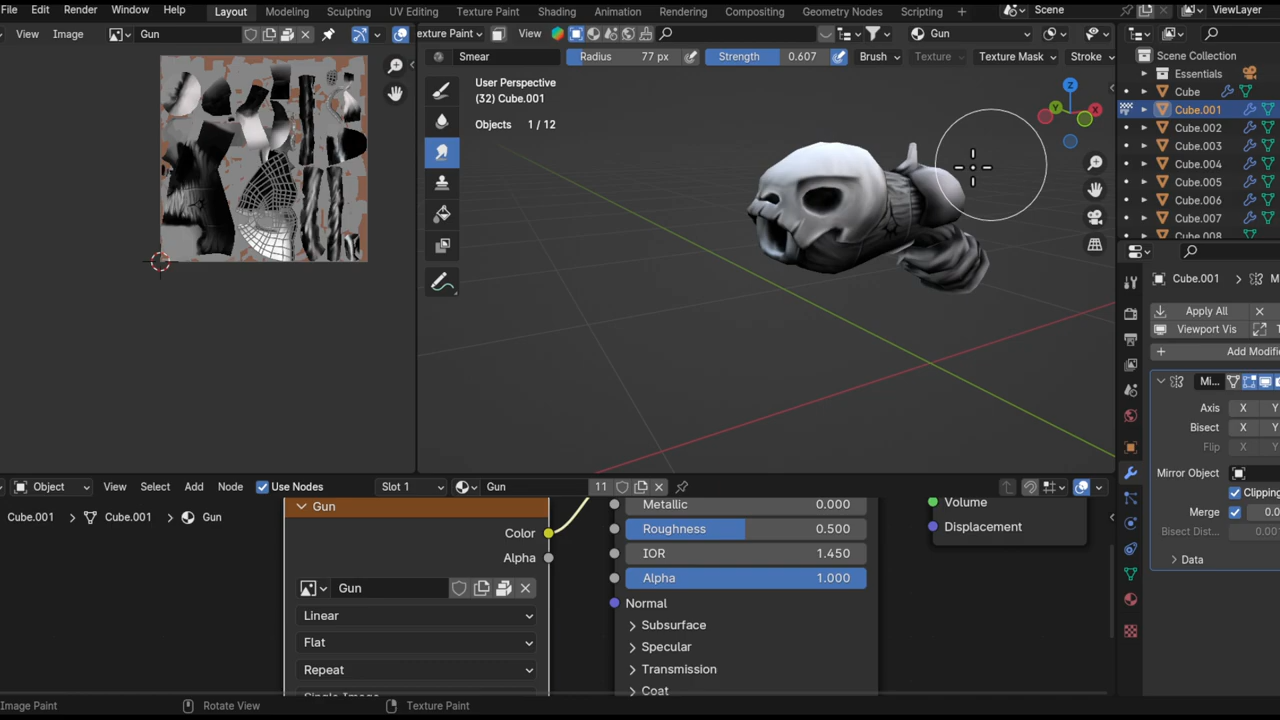 File Edit Render Window Help Layout Modeling Sculpting UV Editing Texture Paint Shading Animation Rendering Compositing Geometry Nodes Scripting Scene ViewLayer
View Image Gun exture Paint View Gun
Smear Radius 77 px Strength 0.607 Brush Texture Texture Mask Stroke
Scene Collection
Essentials
Cube
Cube.001
Cube.002
Cube.003
Cube.004
Cube.005
Cube.006
Cube.007
Cube.008
User Perspective
(32) Cube.001
Objects 1 / 12
Z
Y
X
Cube.001 M
Apply All
Viewport Vis T
Add Modifi
Mi...
Axis X Y
Bisect X Y
Flip X Y
Mirror Object
Clipping
Merge 0.0
Bisect Dist... 0.001
Data
Object View Select Add Node Use Nodes Slot 1 Gun 11
Cube.001 Cube.001 Gun
Gun
Color
Alpha
Gun
Linear
Flat
Repeat
Single Image
Metallic 0.000
Roughness 0.500
IOR 1.450
Alpha 1.000
Normal
Subsurface
Specular
Transmission
Coat
Volume
Displacement
Image Paint Rotate View Texture Paint